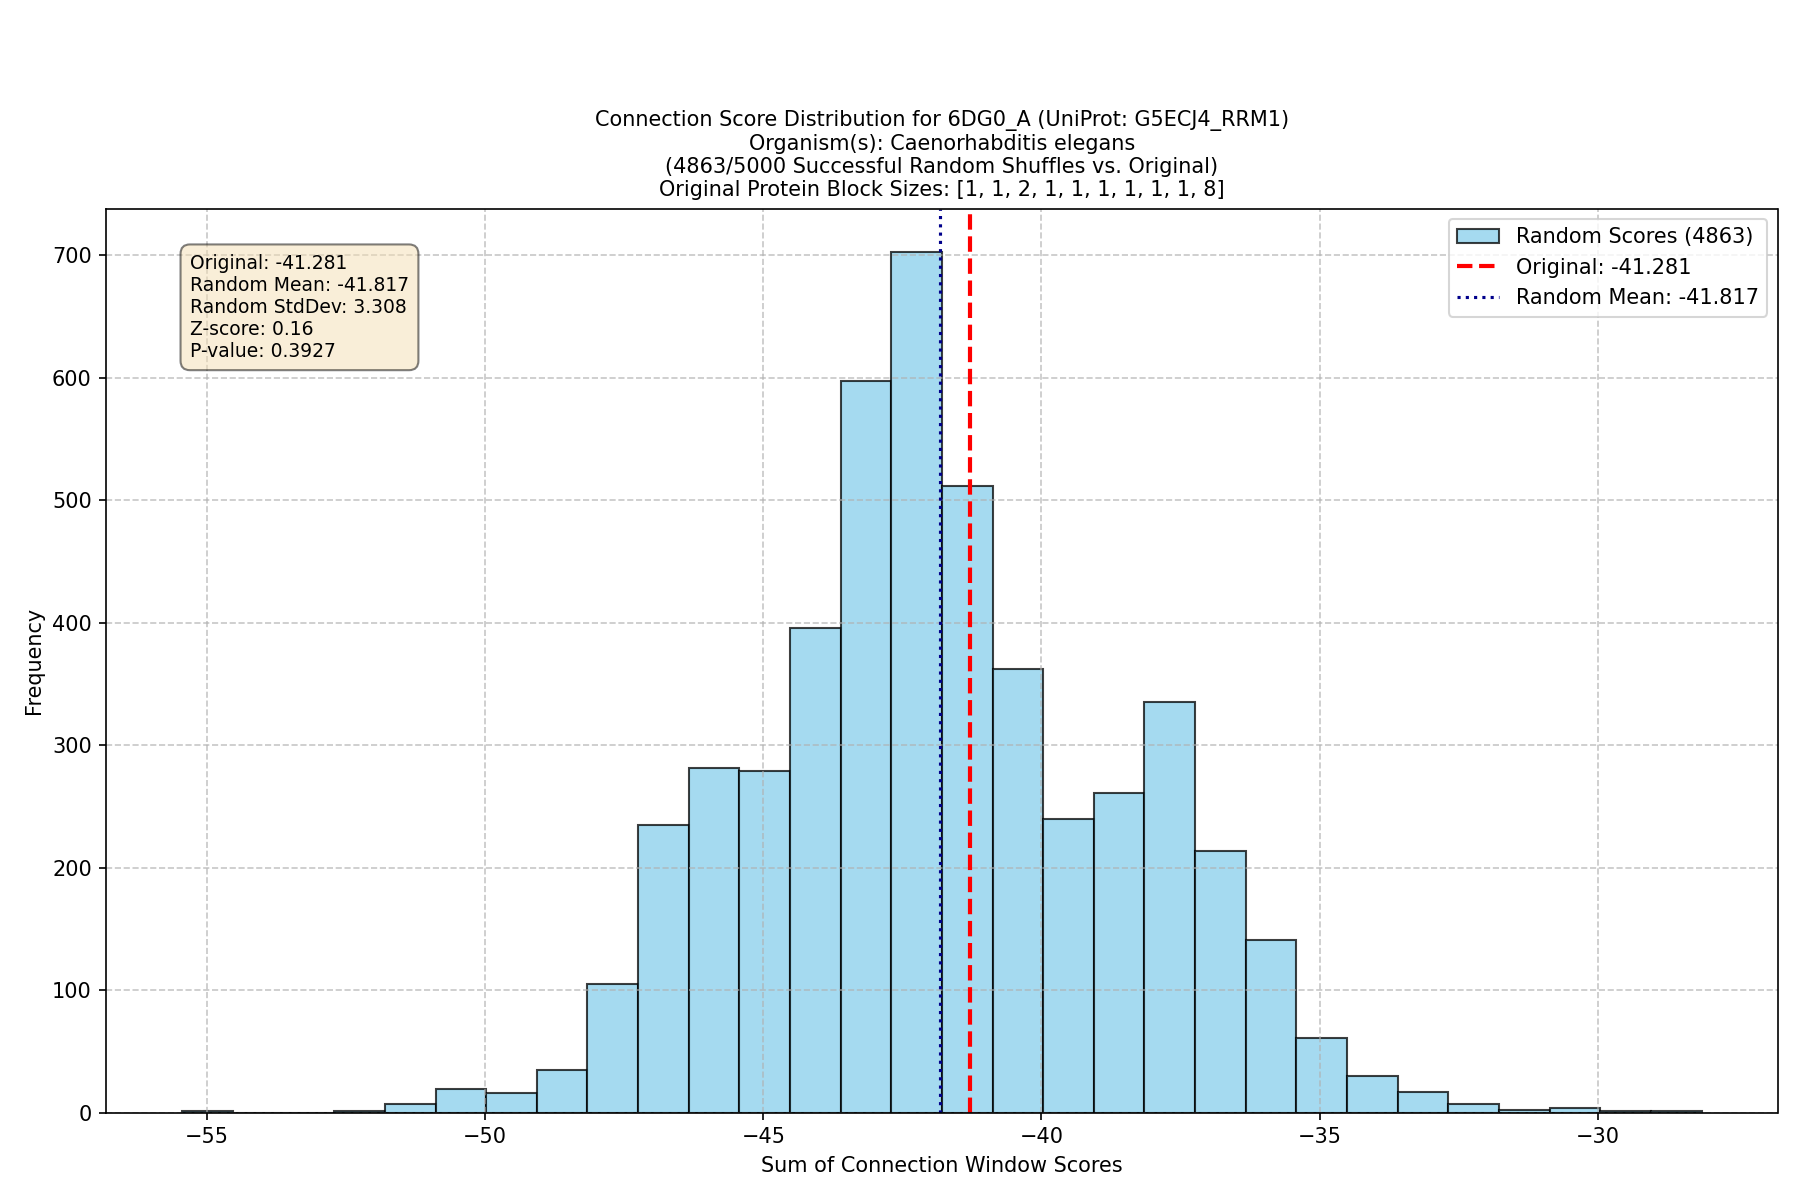 Connection Score Distribution for 6DG0_A (UniProt: G5ECJ4_RRM1)
Organism(s): Caenorhabditis elegans
(4863/5000 Successful Random Shuffles vs. Original)
Original Protein Block Sizes: [1, 1, 2, 1, 1, 1, 1, 1, 1, 8]
Original: -41.281
Random Mean: -41.817
Random StdDev: 3.308
Z-score: 0.16
P-value: 0.3927
Random Scores (4863)
Original: -41.281
Random Mean: -41.817
Frequency
700
600
500
400
300
200
100
0
−55 −50 −45 −40 −35 −30
Sum of Connection Window Scores